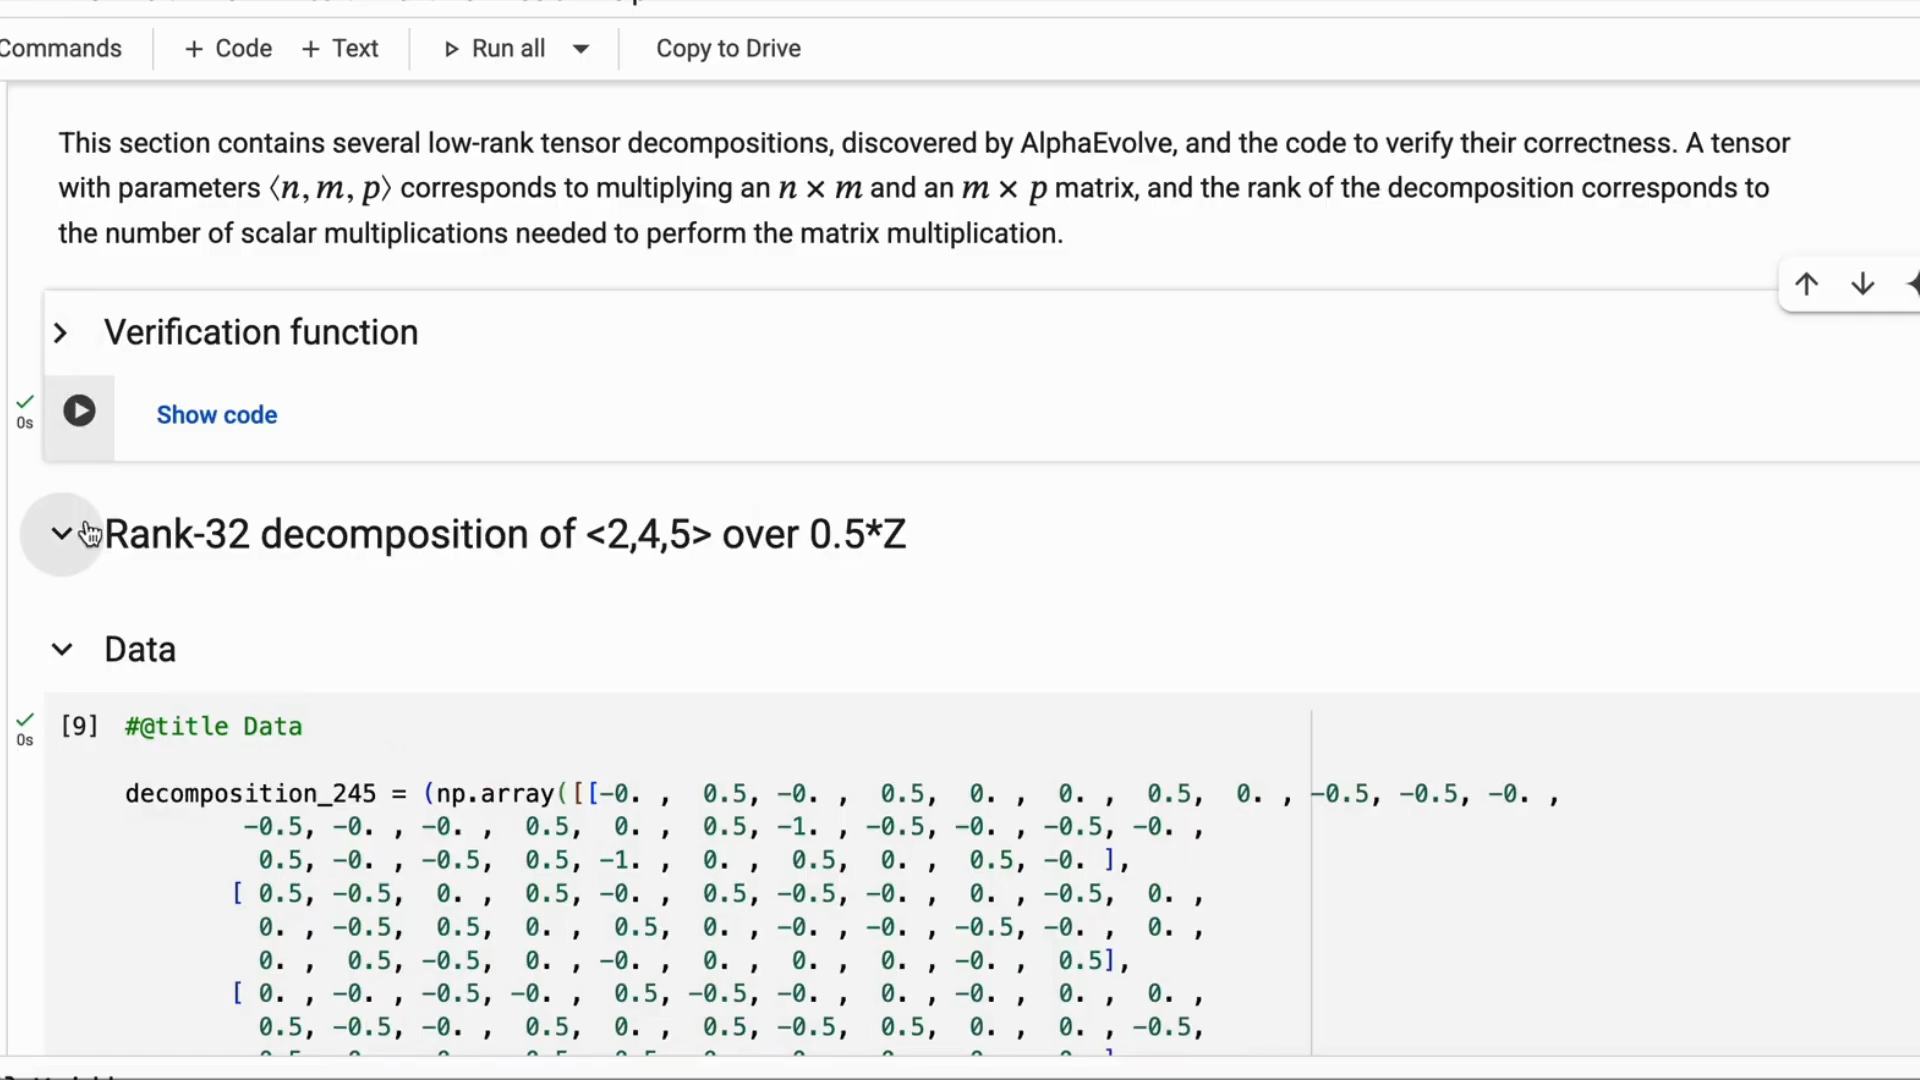 Commands + Code + Text Run all Copy to Drive
This section contains several low-rank tensor decompositions, discovered by AlphaEvolve, and the code to verify their correctness. A tensor
with parameters ⟨n, m, p⟩ corresponds to multiplying an n × m and an m × p matrix, and the rank of the decomposition corresponds to
the number of scalar multiplications needed to perform the matrix multiplication.
Verification function
0s
Show code
Rank-32 decomposition of <2,4,5> over 0.5*Z
Data
0s
[9] #@title Data
decomposition_245 = (np.array([[-0. , 0.5, -0. , 0.5, 0. , 0. , 0.5, 0. , -0.5, -0.5, -0. ,
-0.5, -0. , -0. , 0.5, 0. , 0.5, -1. , -0.5, -0. , -0.5, -0. ,
0.5, -0. , -0.5, 0.5, -1. , 0. , 0.5, 0. , 0.5, -0. ],
[ 0.5, -0.5, 0. , 0.5, -0. , 0.5, -0.5, -0. , 0. , -0.5, 0. ,
0. , -0.5, 0.5, 0. , 0.5, 0. , -0. , -0. , -0.5, -0. , 0. ,
0. , 0.5, -0.5, 0. , -0. , 0. , 0. , 0. , -0. , 0.5],
[ 0. , -0. , -0.5, -0. , 0.5, -0.5, -0. , 0. , -0. , 0. , 0. ,
0.5, -0.5, -0. , 0.5, 0. , 0.5, -0.5, 0.5, 0. , 0. , -0.5,